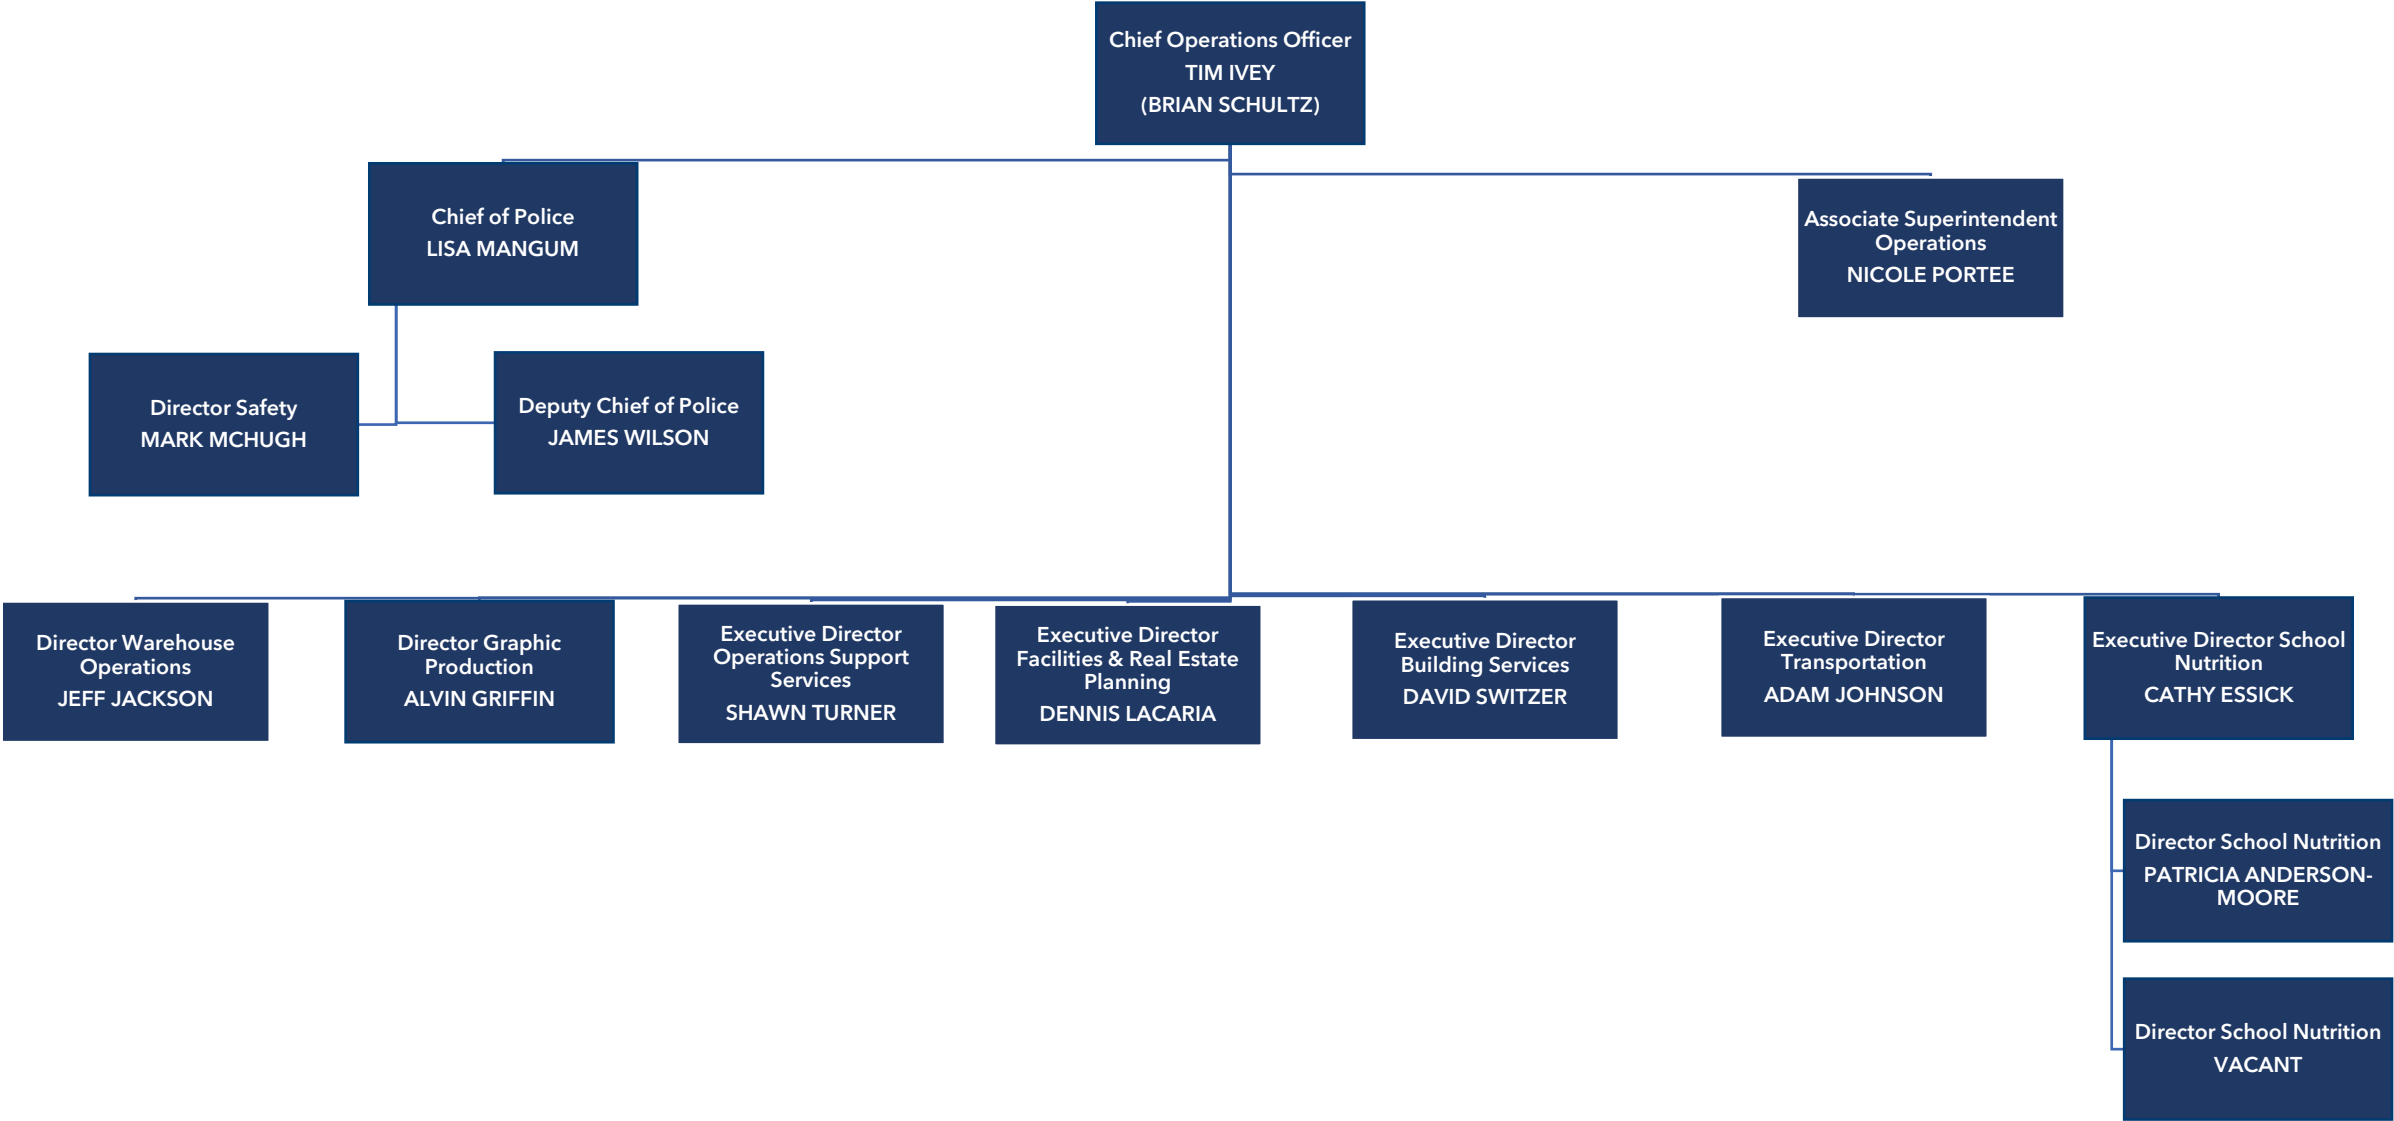 Chief Operations Officer
TIM IVEY
(BRIAN SCHULTZ)
Chief of Police
LISA MANGUM
Associate Superintendent
Operations
NICOLE PORTEE
Director Safety
MARK MCHUGH
Deputy Chief of Police
JAMES WILSON
Director Warehouse
Operations
JEFF JACKSON
Director Graphic
Production
ALVIN GRIFFIN
Executive Director
Operations Support
Services
SHAWN TURNER
Executive Director
Facilities & Real Estate
Planning
DENNIS LACARIA
Executive Director
Building Services
DAVID SWITZER
Executive Director
Transportation
ADAM JOHNSON
Executive Director School
Nutrition
CATHY ESSICK
Director School Nutrition
PATRICIA ANDERSON-
MOORE
Director School Nutrition
VACANT